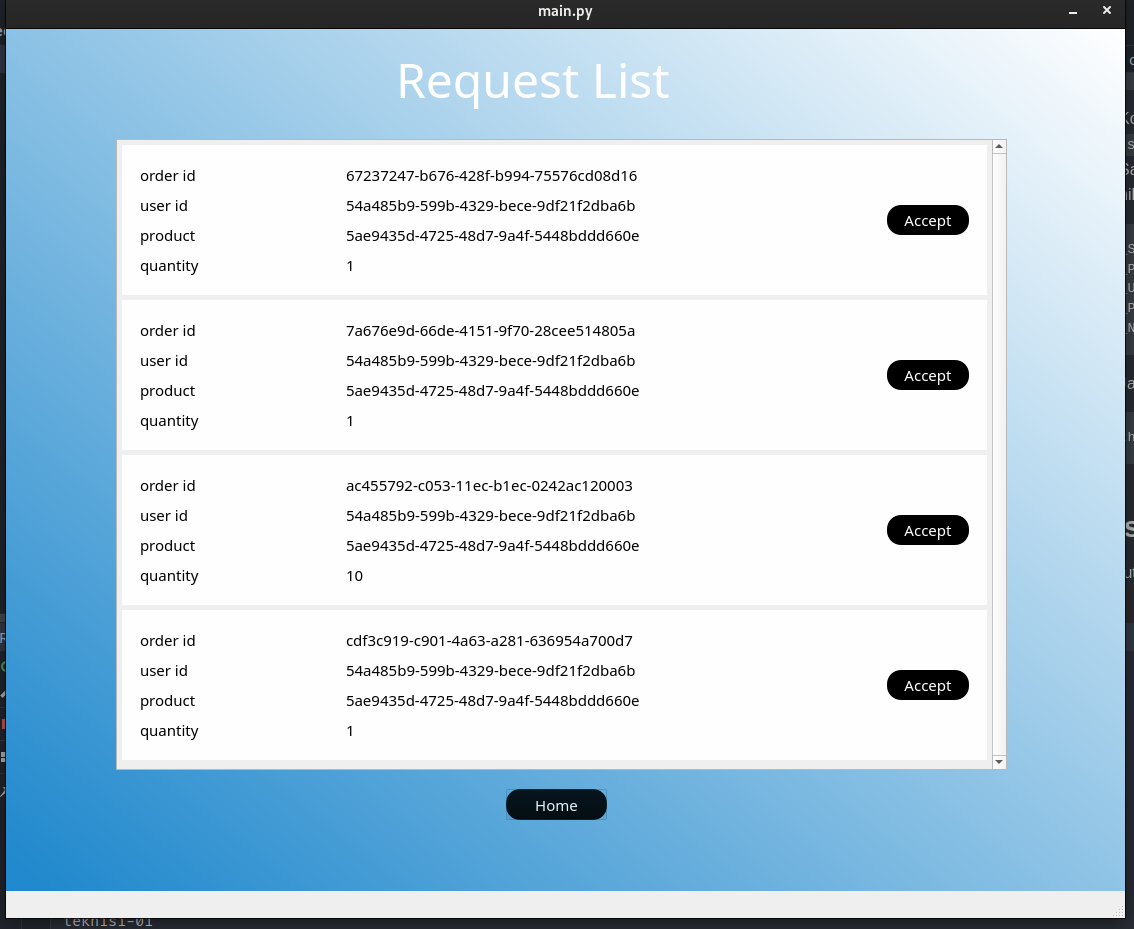 main.py
Request List
order id 67237247-b676-428f-b994-75576cd08d16
user id 54a485b9-599b-4329-bece-9df21f2dba6b
Accept
product 5ae9435d-4725-48d7-9a4f-5448bddd660e
quantity 1
order id 7a676e9d-66de-4151-9f70-28cee514805a
user id 54a485b9-599b-4329-bece-9df21f2dba6b
Accept
product 5ae9435d-4725-48d7-9a4f-5448bddd660e
quantity 1
order id ac455792-c053-11ec-b1ec-0242ac120003
user id 54a485b9-599b-4329-bece-9df21f2dba6b
Accept
product 5ae9435d-4725-48d7-9a4f-5448bddd660e
quantity 10
order id cdf3c919-c901-4a63-a281-636954a700d7
user id 54a485b9-599b-4329-bece-9df21f2dba6b
Accept
product 5ae9435d-4725-48d7-9a4f-5448bddd660e
quantity 1
Home
teknisi-01